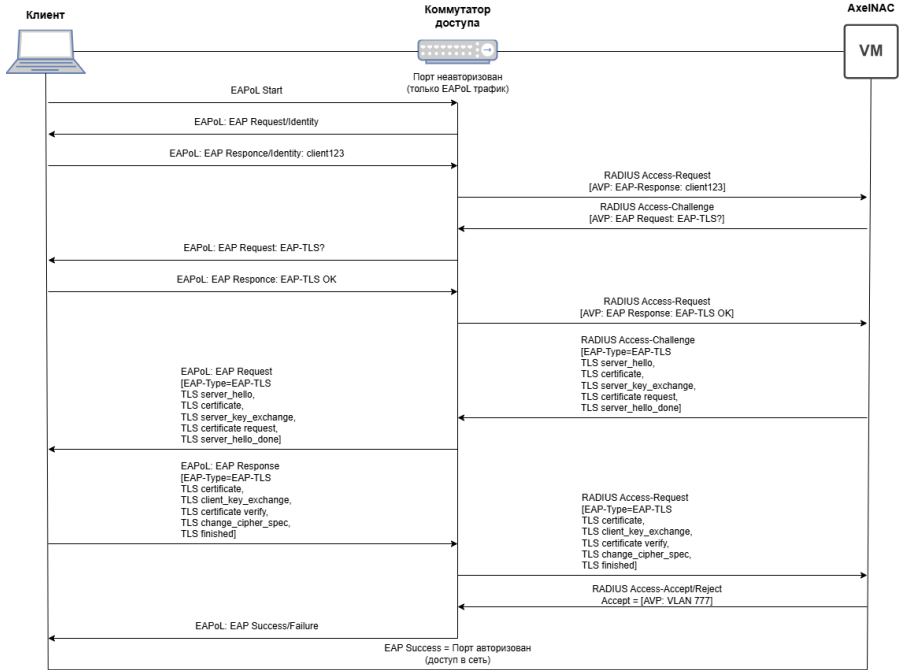 Клиент
Коммутатор
доступа
AxelNAC
VM
Порт неавторизован
(только EAPoL трафик)
EAPoL Start
EAPoL: EAP Request/Identity
EAPoL: EAP Responce/Identity: client123
RADIUS Access-Request
[AVP: EAP-Response: client123]
RADIUS Access-Challenge
[AVP: EAP Request: EAP-TLS?]
EAPoL: EAP Request: EAP-TLS?
EAPoL: EAP Responce: EAP-TLS OK
RADIUS Access-Request
[AVP: EAP Response: EAP-TLS OK]
RADIUS Access-Challenge
[EAP-Type=EAP-TLS
TLS server_hello,
TLS certificate,
TLS server_key_exchange,
TLS certificate request,
TLS server_hello_done]
EAPoL: EAP Request
[EAP-Type=EAP-TLS
TLS server_hello,
TLS certificate,
TLS server_key_exchange,
TLS certificate request,
TLS server_hello_done]
EAPoL: EAP Response
[EAP-Type=EAP-TLS
TLS certificate,
TLS client_key_exchange,
TLS certificate verify,
TLS change_cipher_spec,
TLS finished]
RADIUS Access-Request
[EAP-Type=EAP-TLS
TLS certificate,
TLS client_key_exchange,
TLS certificate verify,
TLS change_cipher_spec,
TLS finished]
RADIUS Access-Accept/Reject
Accept = [AVP: VLAN 777]
EAPoL: EAP Success/Failure
EAP Success = Порт авторизован
(доступ в сеть)